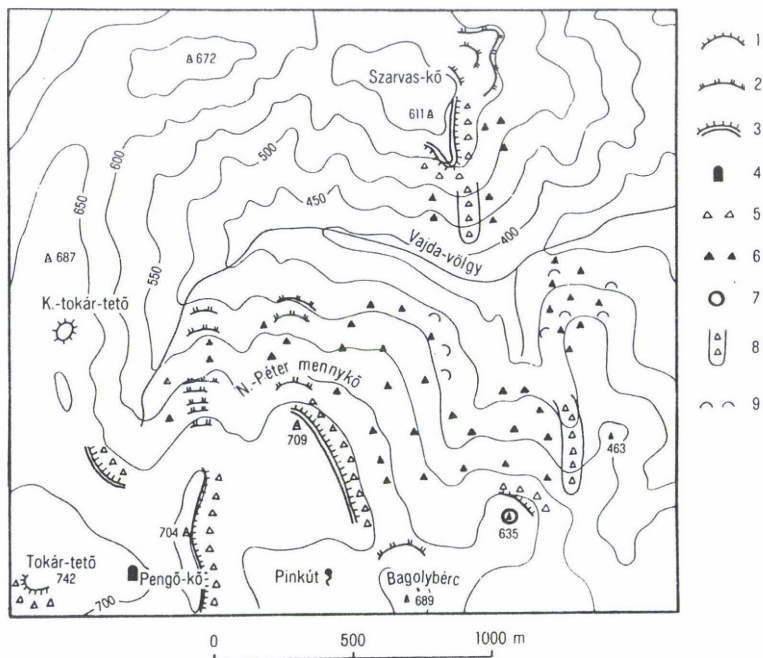 672
Szarvas-kő
611
600
500
650
450
400
Vajda-völgy
687
550
K.-tokár-tető
N.-Péter mennykő
709
463
704
635
Tokár-tető
742
Pengő-kő
Pinkút
Bagolybérc
689
700
0 500 1000 m
1
2
3
4
5
6
7
8
9